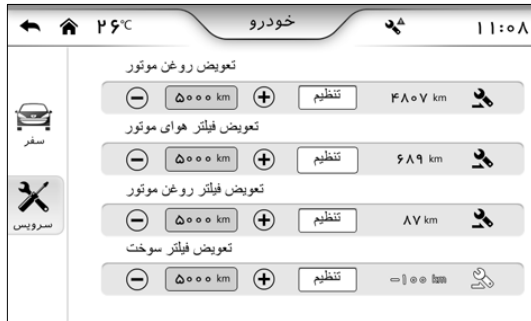 ۱۱:۰۸ خودرو ۲۶°C
تعویض روغن موتور
۴۸۰۷ km تنظیم ۵۰۰۰ km
تعویض فیلتر هوای موتور
۶۸۹ km تنظیم ۵۰۰۰ km
تعویض فیلتر روغن موتور
۸۷ km تنظیم ۵۰۰۰ km
تعویض فیلتر سوخت
-۱۰۰ km تنظیم ۵۰۰۰ km
سفر
سرویس